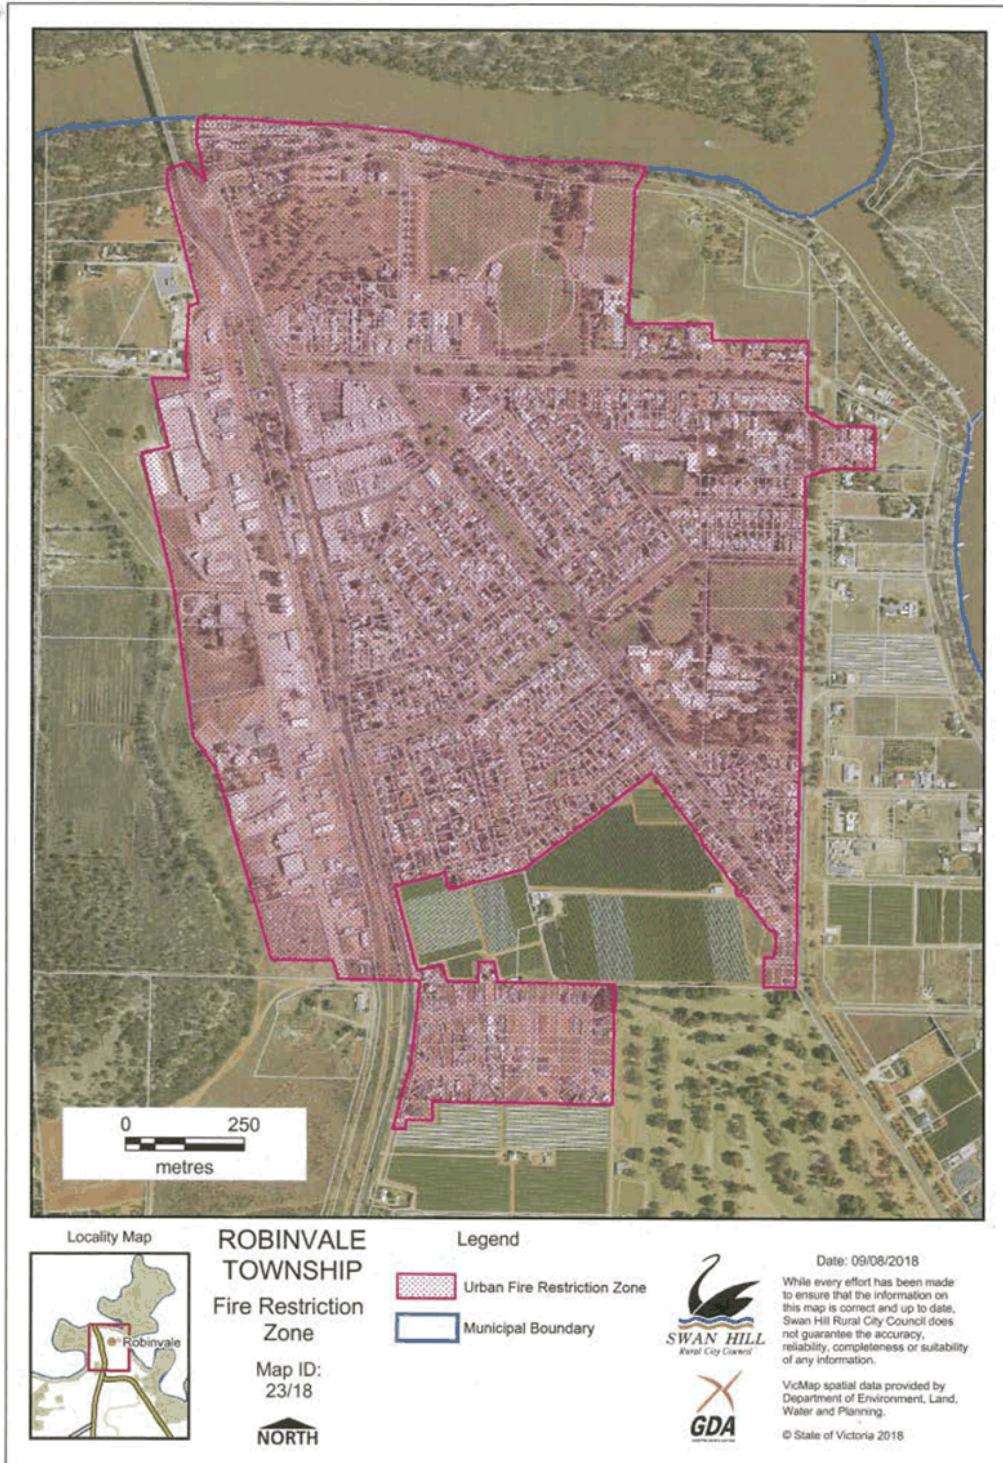 0 250
metres
Locality Map
Robinvale
ROBINVALE
TOWNSHIP
Fire Restriction
Zone
Map ID:
23/18
NORTH
Legend
Urban Fire Restriction Zone
Municipal Boundary
SWAN HILL
Rural City Council
GDA
Date: 09/08/2018
While every effort has been made
to ensure that the information on
this map is correct and up to date,
Swan Hill Rural City Council does
not guarantee the accuracy,
reliability, completeness or suitability
of any information.
VicMap spatial data provided by
Department of Environment, Land,
Water and Planning.
© State of Victoria 2018